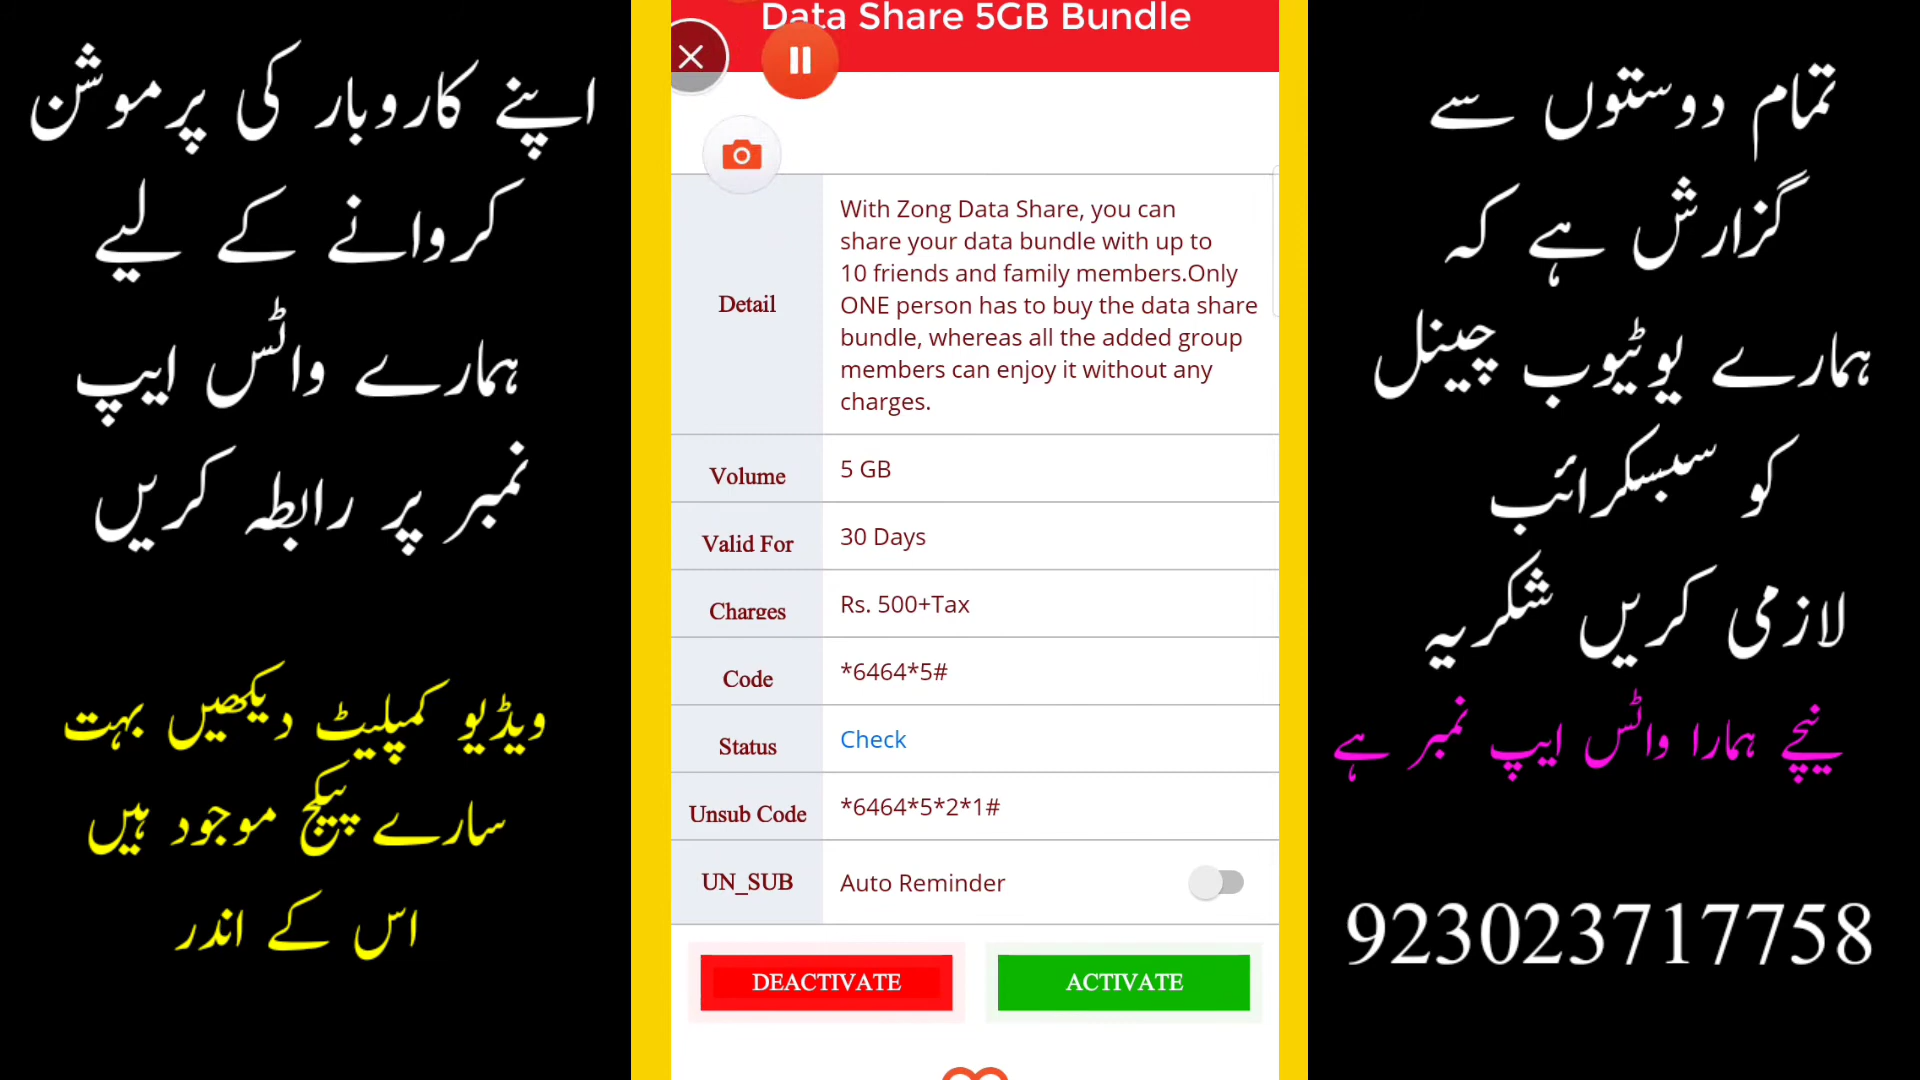 اپنے کاروبار کی پرموشن
کروانے کے لیے
ہمارے واٹس ایپ
نمبر پر رابطہ کریں
ویڈیو کمپلیٹ دیکھیں بہت
سارے پیکج موجود ہیں
اس کے اندر
Data Share 5GB Bundle
Detail
With Zong Data Share, you can
share your data bundle with up to
10 friends and family members.Only
ONE person has to buy the data share
bundle, whereas all the added group
members can enjoy it without any
charges.
Volume 5 GB
Valid For 30 Days
Charges Rs. 500+Tax
Code *6464*5#
Status Check
Unsub Code *6464*5*2*1#
UN_SUB Auto Reminder
DEACTIVATE ACTIVATE
تمام دوستوں سے
گزارش ہے کہ
ہمارے یوٹیوب چینل
کو سبسکرائب
لازمی کریں شکریہ
نیچے ہمارا واٹس ایپ نمبر ہے
923023717758